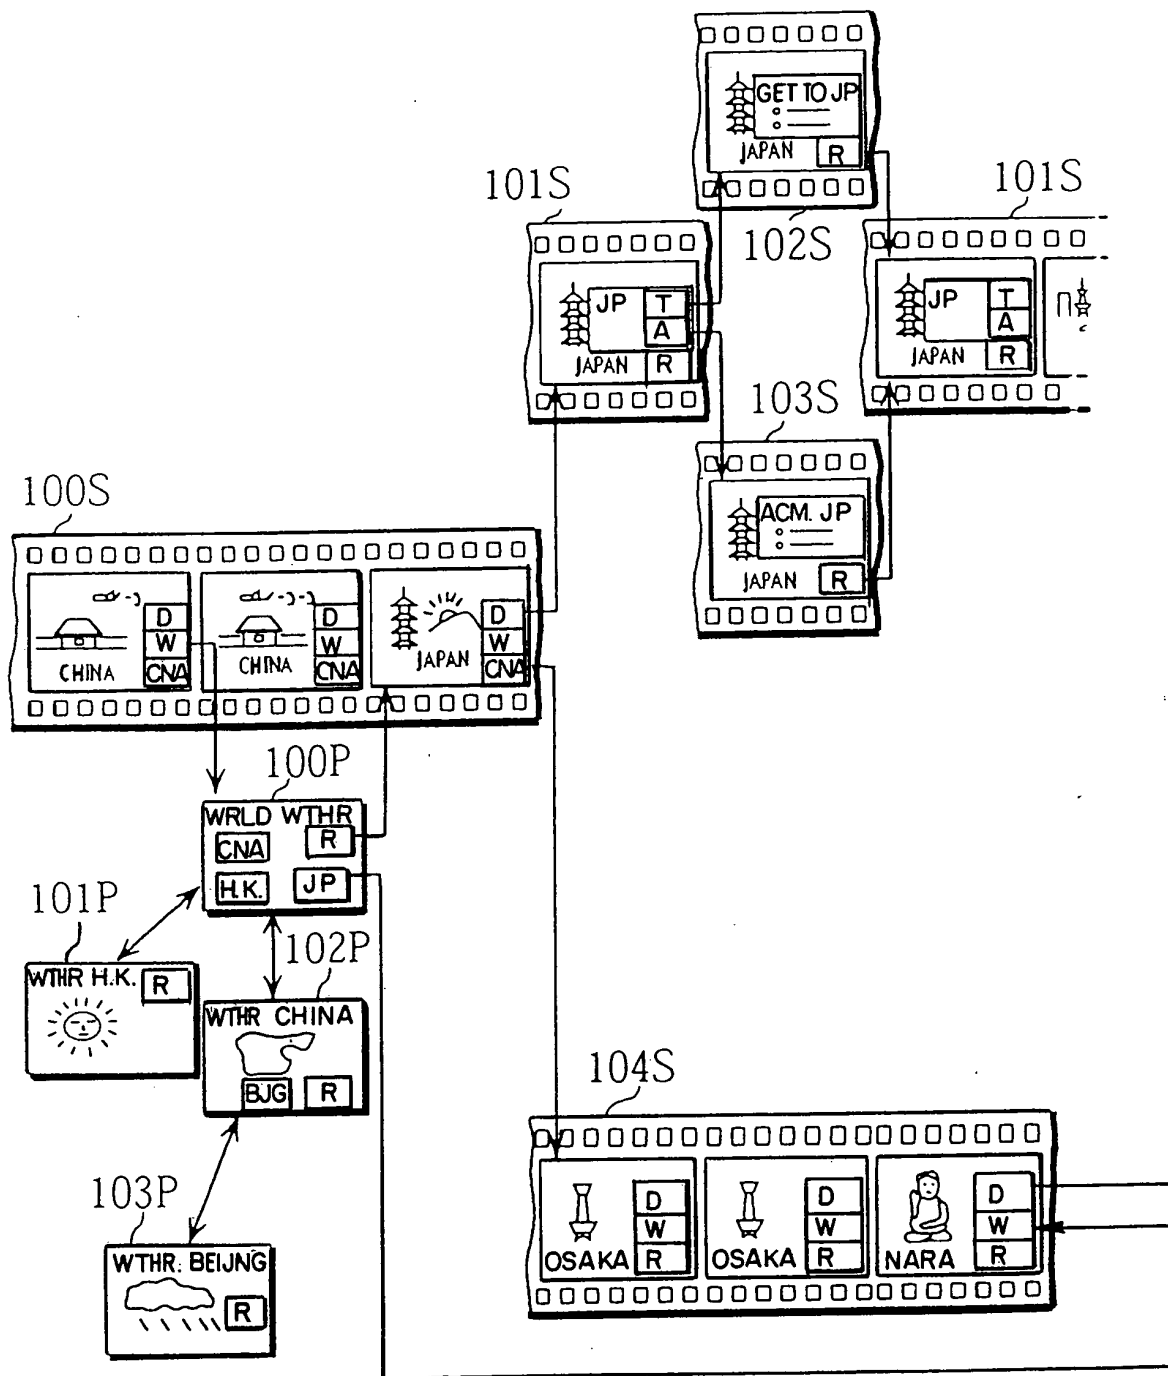 GET TO JP
JAPAN
R
102S
101S
JP
T
A
JAPAN
R
101S
JP
T
A
JAPAN
R
103S
ACM. JP
JAPAN
R
100S
D
W
CNA
CHINA
D
W
CNA
CHINA
D
W
CNA
JAPAN
100P
WRLD WTHR
CNA
R
H.K.
JP
101P
WTHR H.K.
R
102P
WTHR CHINA
BJG
R
103P
WTHR: BEIJNG
R
104S
D
W
R
OSAKA
D
W
R
OSAKA
D
W
R
NARA